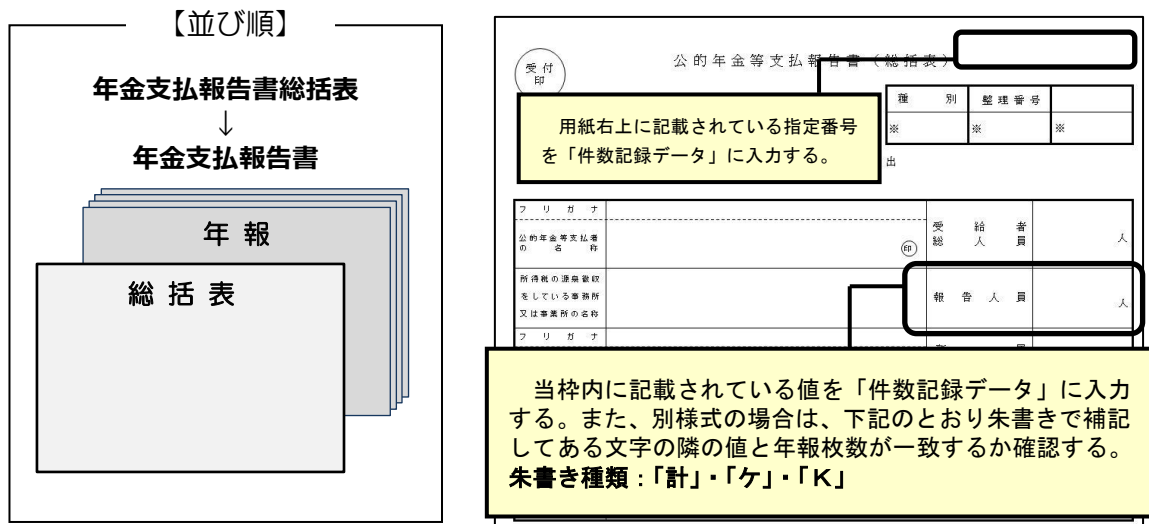 【並び順】
年金支払報告書総括表
↓
年金支払報告書
年 報
総 括 表
受 付
印
公的年金等支払報告書（総括表）
種 別 整理番号
※ ※ ※
用紙右上に記載されている指定番号
を「件数記録データ」に入力する。
出
フ リ ガ ナ
公的年金等支払者
の 名 称
印
受 給 者
総 人 員
人
所得税の源泉徴収
をしている事務所
又は事業所の名称
報 告 人 員
人
フ リ ガ ナ
当枠内に記載されている値を「件数記録データ」に入力
する。また、別様式の場合は、下記のとおり朱書きで補記
してある文字の隣の値と年報枚数が一致するか確認する。
朱書き種類：「計」・「ケ」・「K」